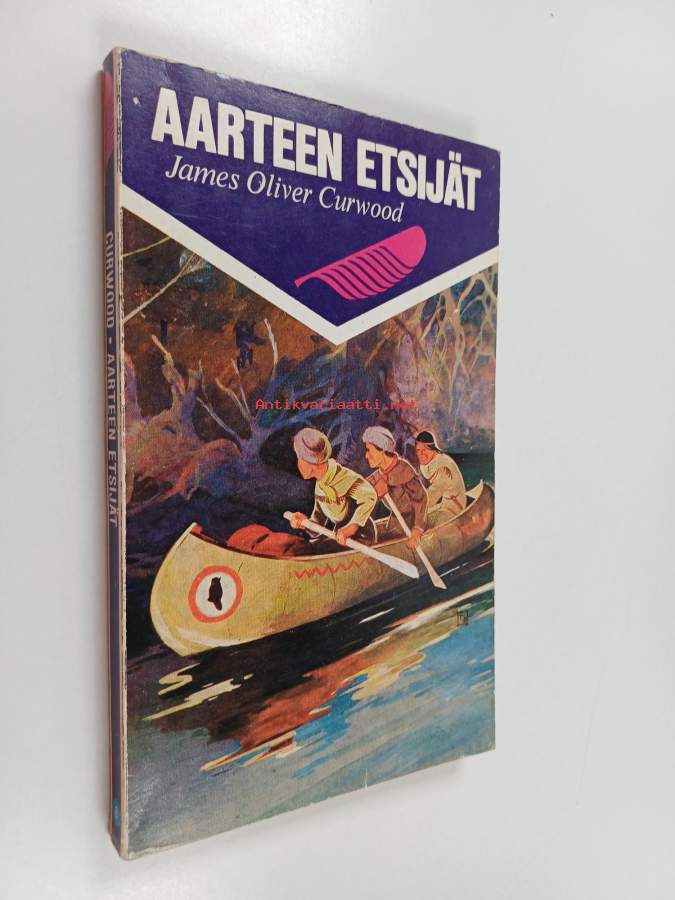 AARTEEN ETSIJÄT
James Oliver Curwood
CURWOOD • AARTEEN ETSIJÄT
Antikvariaatti.net